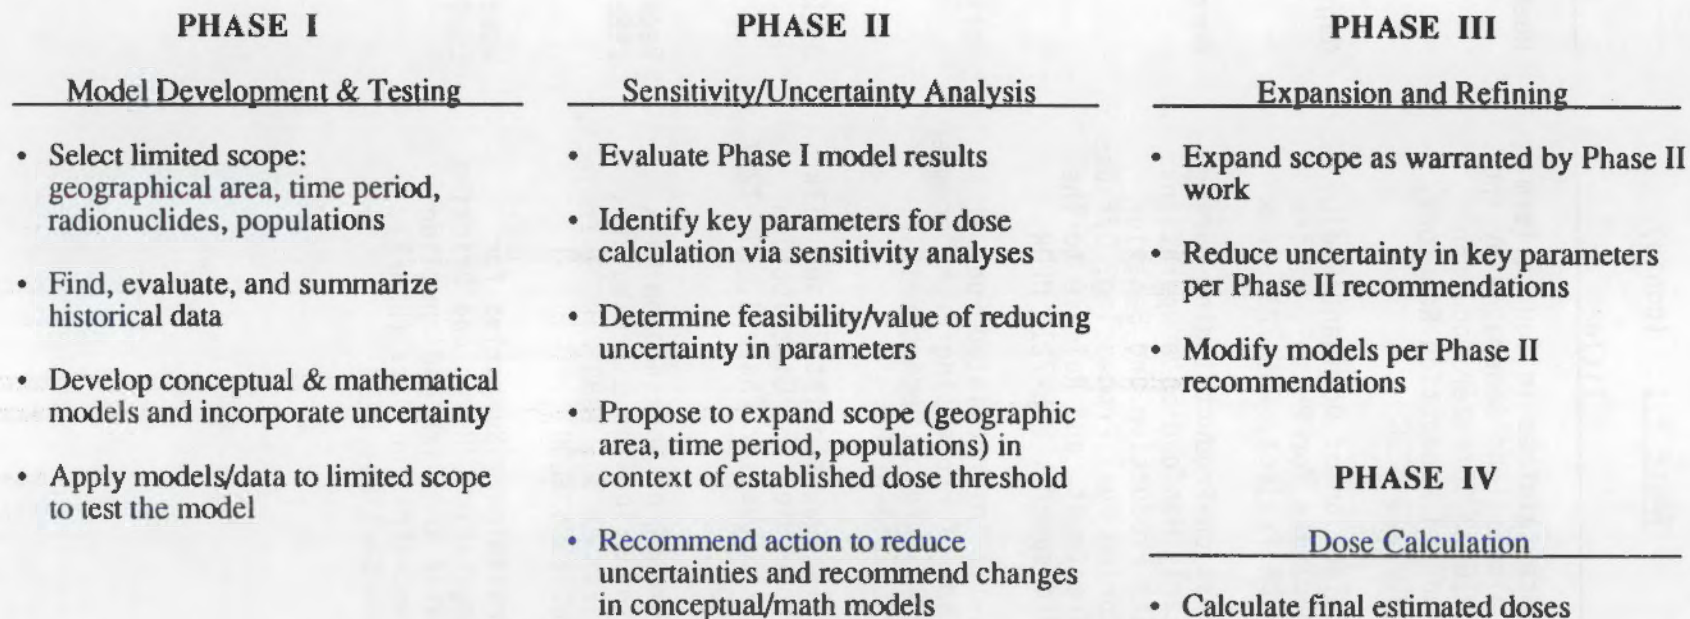 PHASE I
Model Development & Testing
• Select limited scope:
geographical area, time period,
radionuclides, populations
• Find, evaluate, and summarize
historical data
• Develop conceptual & mathematical
models and incorporate uncertainty
• Apply models/data to limited scope
to test the model
PHASE II
Sensitivity/Uncertainty Analysis
• Evaluate Phase I model results
• Identify key parameters for dose
calculation via sensitivity analyses
• Determine feasibility/value of reducing
uncertainty in parameters
• Propose to expand scope (geographic
area, time period, populations) in
context of established dose threshold
• Recommend action to reduce
uncertainties and recommend changes
in conceptual/math models
PHASE III
Expansion and Refining
• Expand scope as warranted by Phase II
work
• Reduce uncertainty in key parameters
per Phase II recommendations
• Modify models per Phase II
recommendations
PHASE IV
Dose Calculation
• Calculate final estimated doses